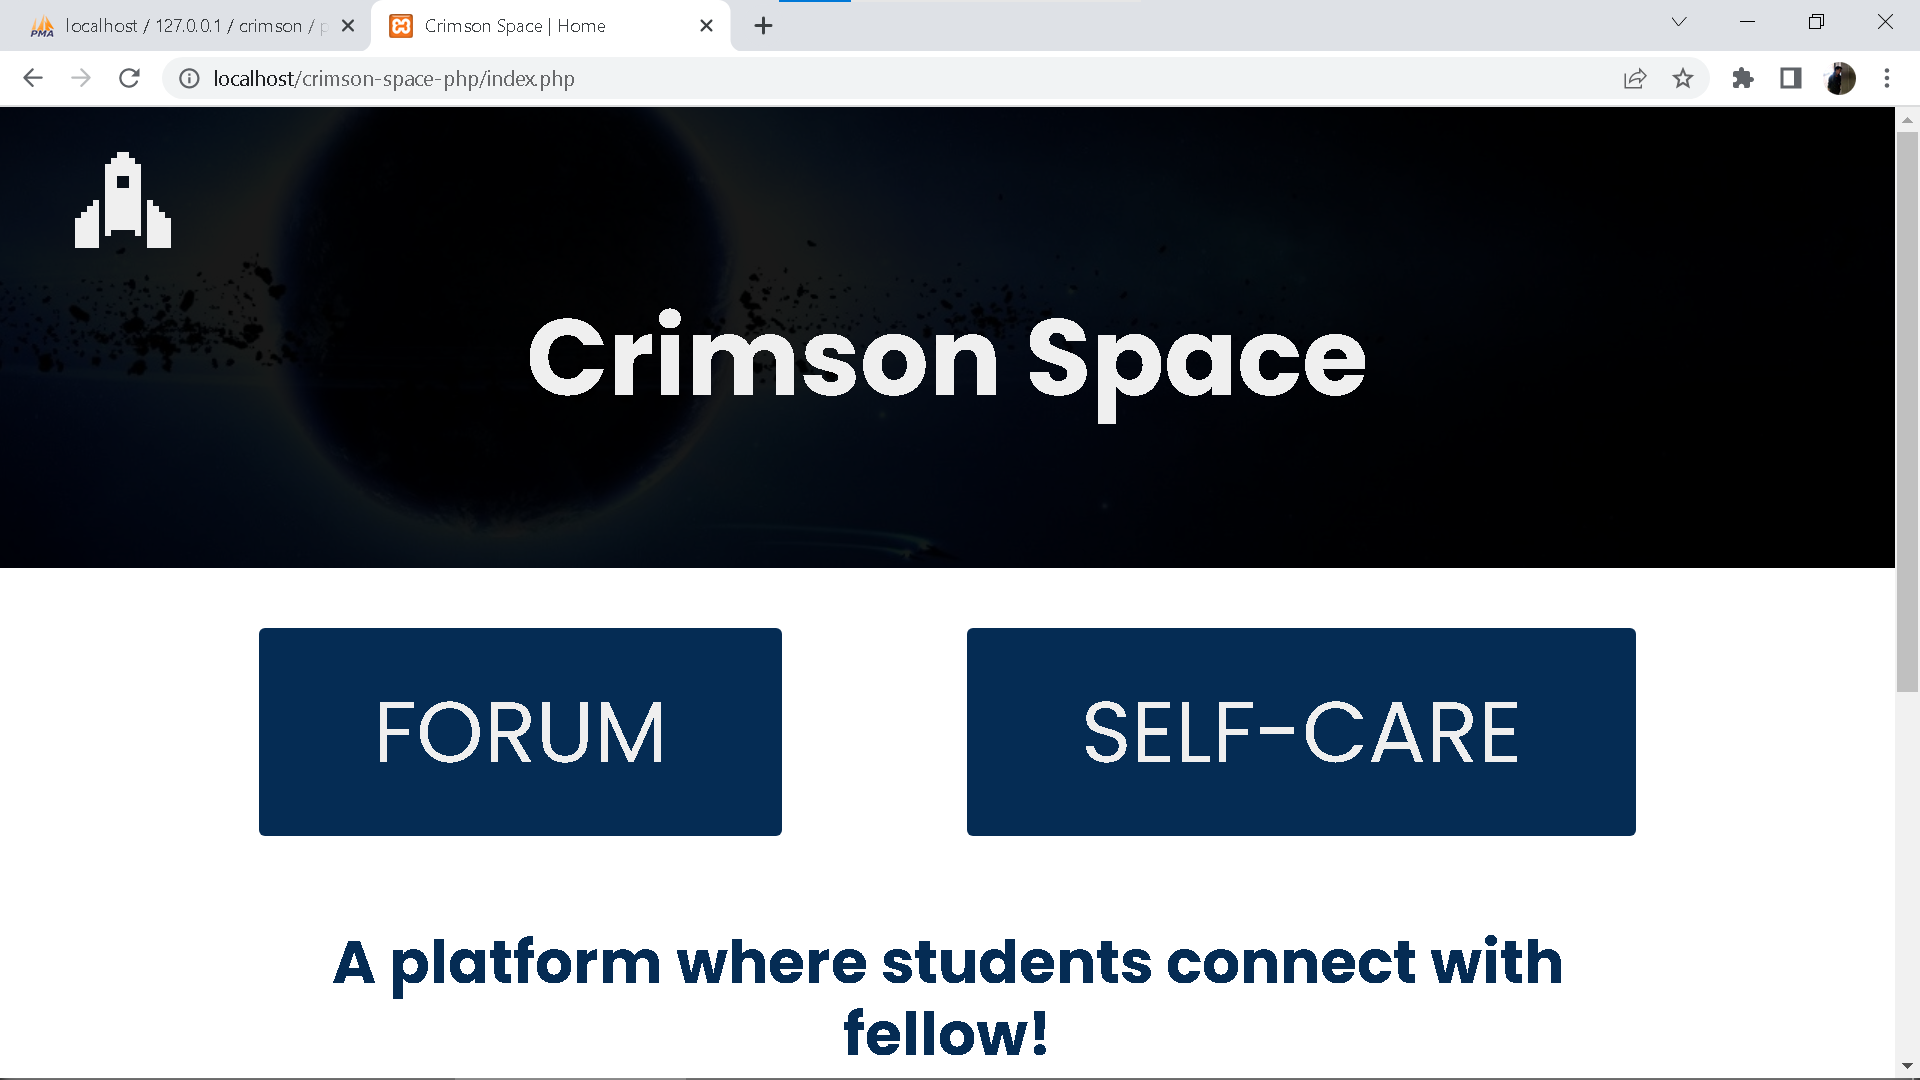 localhost / 127.0.0.1 / crimson / p
Crimson Space | Home
localhost/crimson-space-php/index.php
Crimson Space
FORUM
SELF-CARE
A platform where students connect with
fellow!